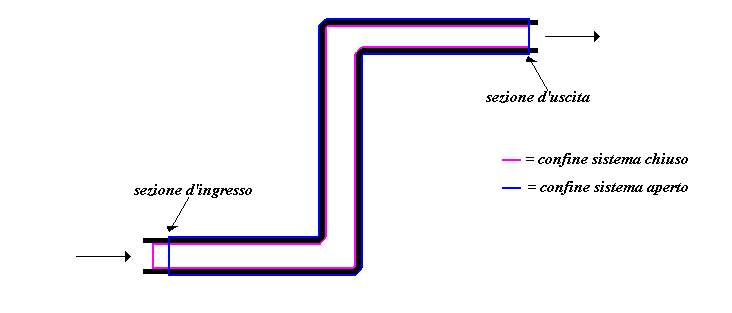 sezione d'uscita
= confine sistema chiuso
= confine sistema aperto
sezione d'ingresso